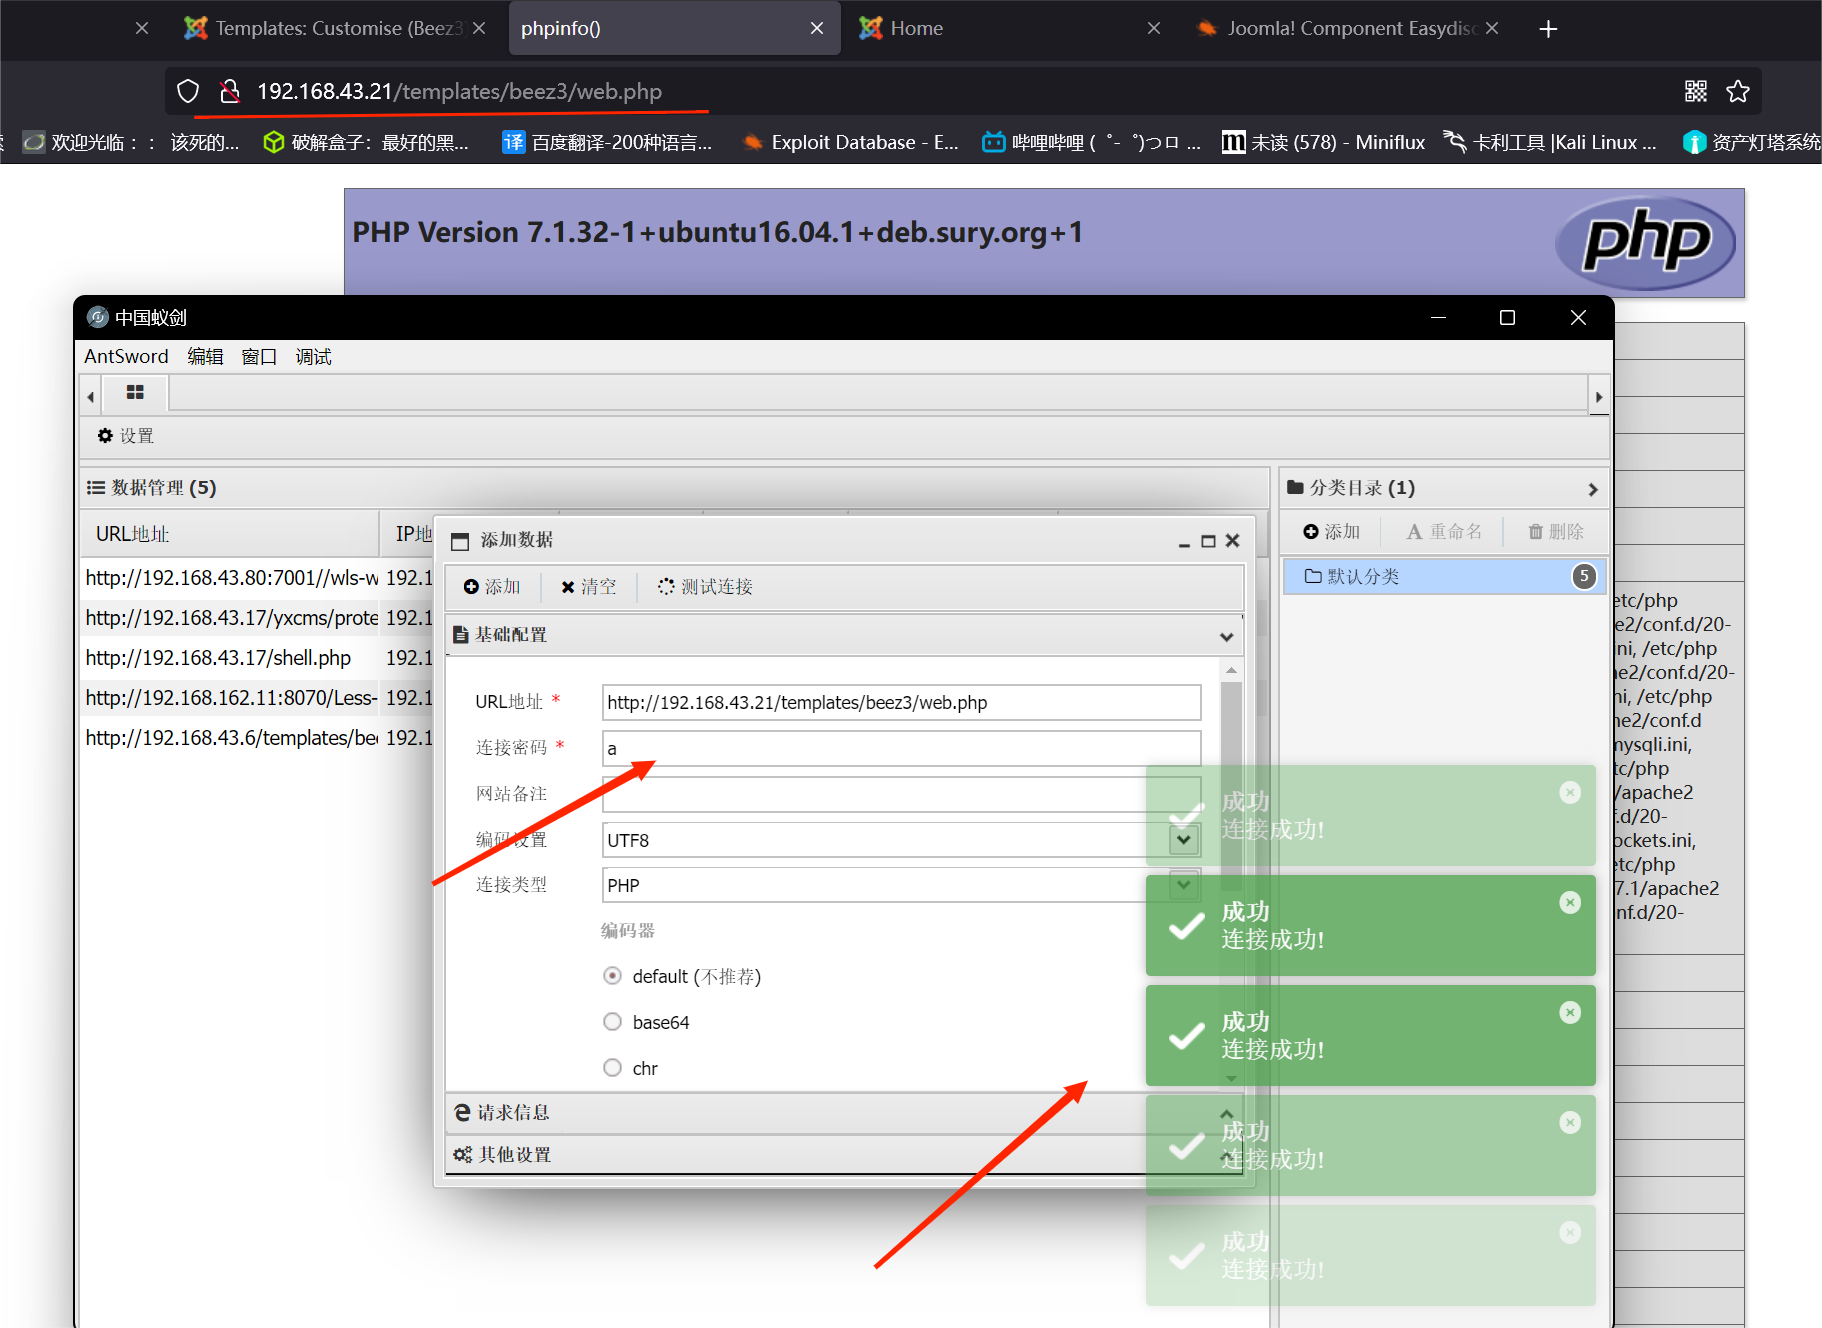 Templates: Customise (Beez3
phpinfo()
Home
Joomla! Component Easydisc
192.168.43.21/templates/beez3/web.php
欢迎光临：： 该死的...
破解盒子：最好的黑...
译 百度翻译-200种语言...
Exploit Database - E...
哔哩哔哩 ( ゜- ゜)つロ ...
m 未读 (578) - Miniflux
卡利工具 |Kali Linux ...
资产灯塔系统
PHP Version 7.1.32-1+ubuntu16.04.1+deb.sury.org+1
php
中国蚁剑
AntSword 编辑 窗口 调试
设置
数据管理 (5)
URL地址
IP地
http://192.168.43.80:7001//wls-w 192.1
http://192.168.43.17/yxcms/prote 192.1
http://192.168.43.17/shell.php 192.1
http://192.168.162.11:8070/Less- 192.1
http://192.168.43.6/templates/bee 192.1
分类目录 (1)
添加 A 重命名 删除
默认分类 5
添加数据
添加 清空 测试连接
基础配置
URL地址 * http://192.168.43.21/templates/beez3/web.php
连接密码 * a
网站备注
编码设置 UTF8
连接类型 PHP
编码器
default (不推荐)
base64
chr
请求信息
其他设置
成功
连接成功!
成功
连接成功!
成功
连接成功!
成功
连接成功!
成功
连接成功!
etc/php
e2/conf.d/20-
ni, /etc/php
e2/conf.d/20-
ni, /etc/php
e2/conf.d
mysqli.ini,
tc/php
/apache2
f.d/20-
ockets.ini,
etc/php
7.1/apache2
nf.d/20-